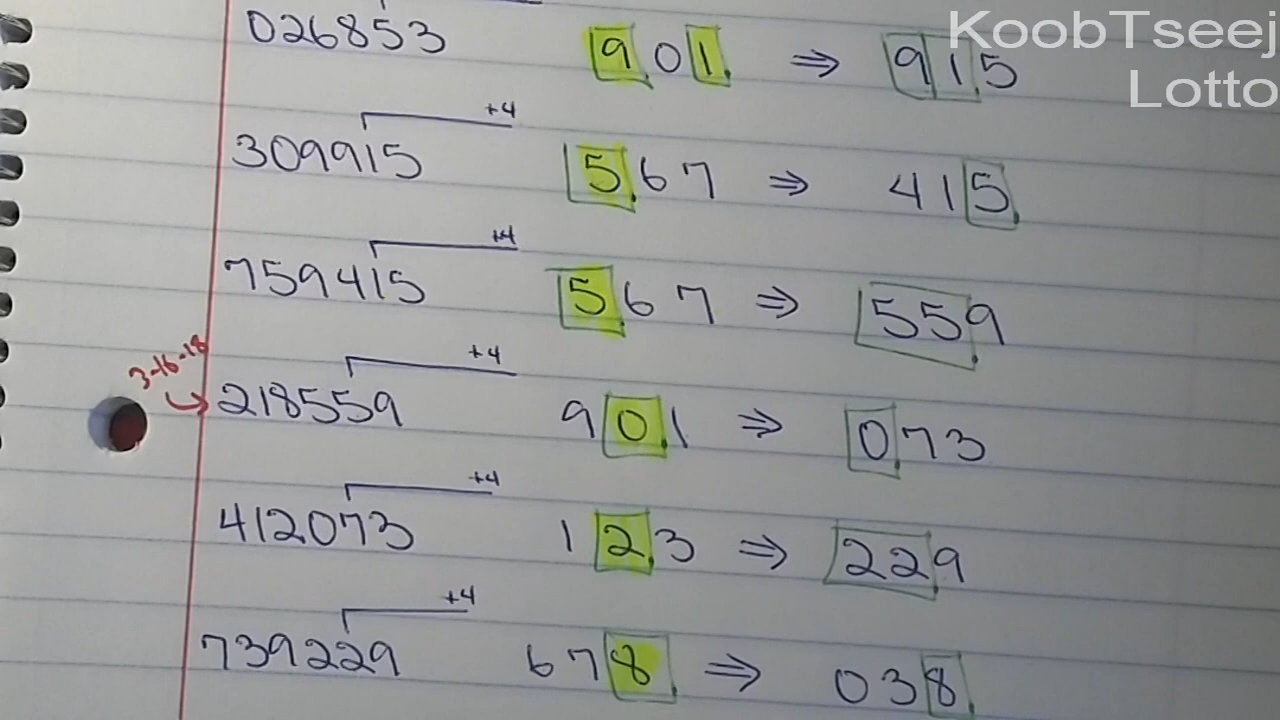 KoobTseej
Lotto
026853 901 ⇒ 915
+4
309915 567 ⇒ 415
+4
759415 567 ⇒ 559
3-16-18
+4
218559 901 ⇒ 073
+4
412073 123 ⇒ 229
+4
739229 678 ⇒ 038